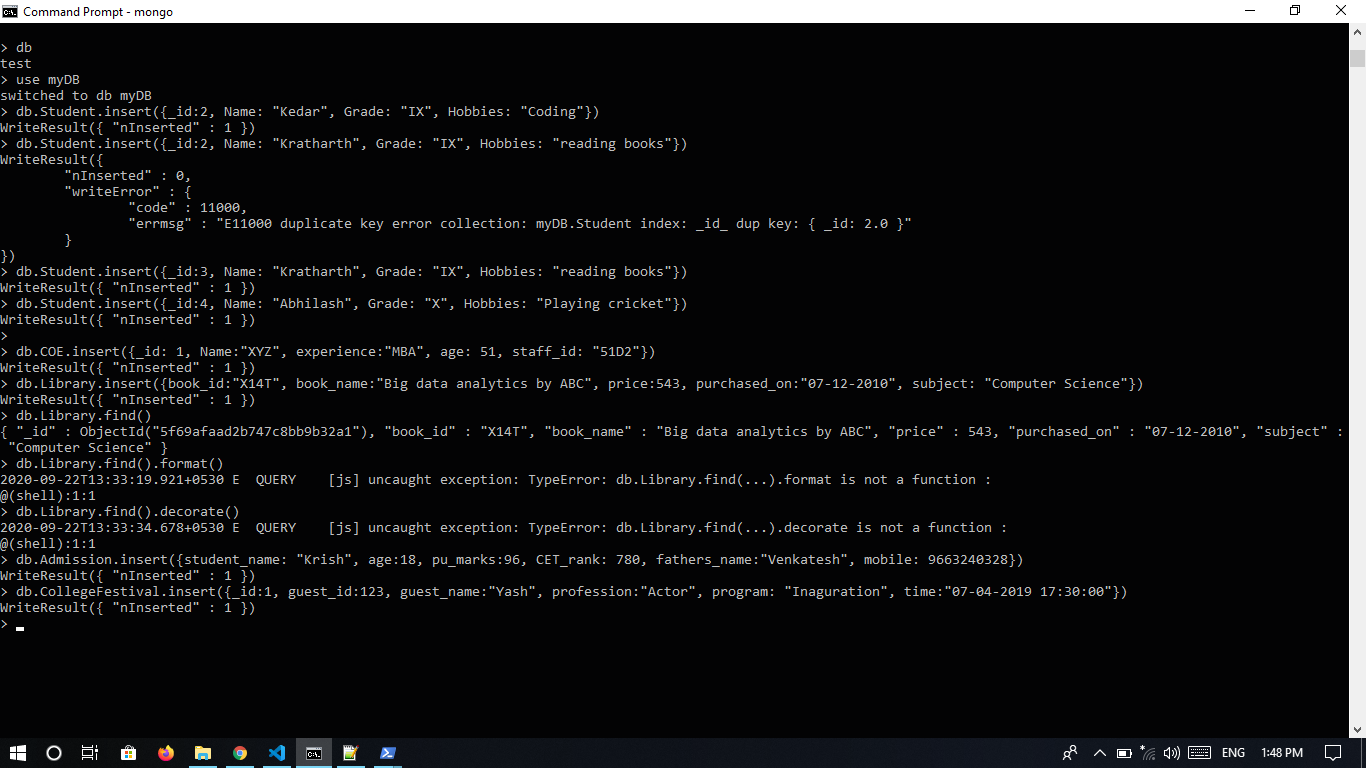 Command Prompt - mongo
> db
test
> use myDB
switched to db myDB
> db.Student.insert({_id:2, Name: "Kedar", Grade: "IX", Hobbies: "Coding"})
WriteResult({ "nInserted" : 1 })
> db.Student.insert({_id:2, Name: "Kratharth", Grade: "IX", Hobbies: "reading books"})
WriteResult({
        "nInserted" : 0,
        "writeError" : {
                "code" : 11000,
                "errmsg" : "E11000 duplicate key error collection: myDB.Student index: _id_ dup key: { _id: 2.0 }"
        }
})
> db.Student.insert({_id:3, Name: "Kratharth", Grade: "IX", Hobbies: "reading books"})
WriteResult({ "nInserted" : 1 })
> db.Student.insert({_id:4, Name: "Abhilash", Grade: "X", Hobbies: "Playing cricket"})
WriteResult({ "nInserted" : 1 })
>
> db.COE.insert({_id: 1, Name:"XYZ", experience:"MBA", age: 51, staff_id: "51D2"})
WriteResult({ "nInserted" : 1 })
> db.Library.insert({book_id:"X14T", book_name:"Big data analytics by ABC", price:543, purchased_on:"07-12-2010", subject: "Computer Science"})
WriteResult({ "nInserted" : 1 })
> db.Library.find()
{ "_id" : ObjectId("5f69afaad2b747c8bb9b32a1"), "book_id" : "X14T", "book_name" : "Big data analytics by ABC", "price" : 543, "purchased_on" : "07-12-2010", "subject" :
 "Computer Science" }
> db.Library.find().format()
2020-09-22T13:33:19.921+0530 E  QUERY    [js] uncaught exception: TypeError: db.Library.find(...).format is not a function :
@(shell):1:1
> db.Library.find().decorate()
2020-09-22T13:33:34.678+0530 E  QUERY    [js] uncaught exception: TypeError: db.Library.find(...).decorate is not a function :
@(shell):1:1
> db.Admission.insert({student_name: "Krish", age:18, pu_marks:96, CET_rank: 780, fathers_name:"Venkatesh", mobile: 9663240328})
WriteResult({ "nInserted" : 1 })
> db.CollegeFestival.insert({_id:1, guest_id:123, guest_name:"Yash", profession:"Actor", program: "Inaguration", time:"07-04-2019 17:30:00"})
WriteResult({ "nInserted" : 1 })
>
ENG 1:48 PM